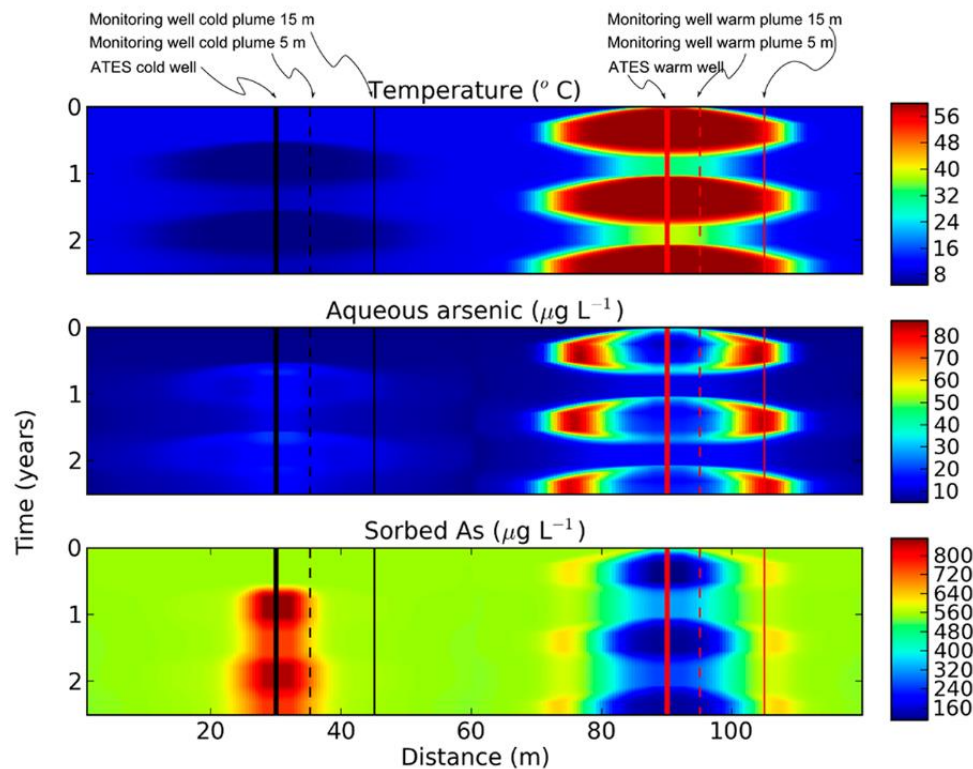 Monitoring well cold plume 15 m
Monitoring well cold plume 5 m
ATES cold well
Monitoring well warm plume 15 m
Monitoring well warm plume 5 m
ATES warm well
Temperature (° C)
0
1
2
56
48
40
32
24
16
8
Aqueous arsenic (μg L⁻¹)
0
1
2
80
70
60
50
40
30
20
10
Time (years)
Sorbed As (μg L⁻¹)
0
1
2
880
800
720
640
560
480
400
320
240
160
20 40 60 80 100
Distance (m)